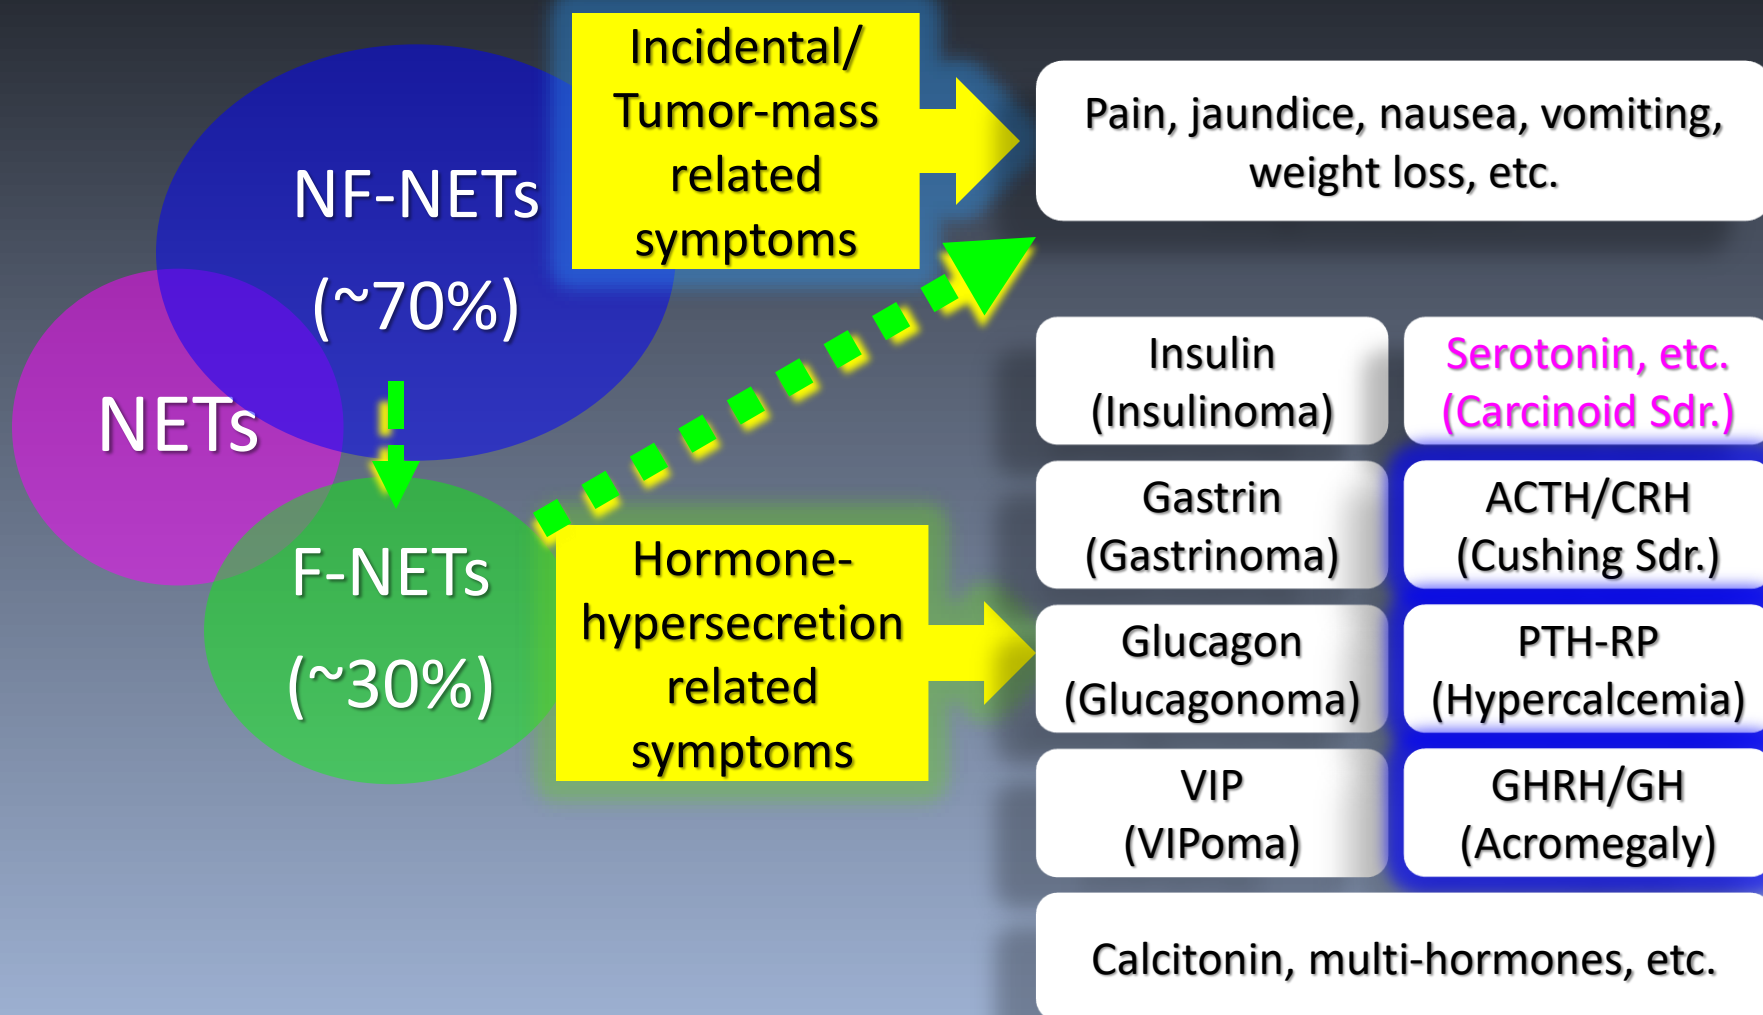 NF-NETs
(~70%)
NETs
F-NETs
(~30%)
Incidental/
Tumor-mass
related
symptoms
Pain, jaundice, nausea, vomiting,
weight loss, etc.
Hormone-
hypersecretion
related
symptoms
Insulin
(Insulinoma)
Serotonin, etc.
(Carcinoid Sdr.)
Gastrin
(Gastrinoma)
ACTH/CRH
(Cushing Sdr.)
Glucagon
(Glucagonoma)
PTH-RP
(Hypercalcemia)
VIP
(VIPoma)
GHRH/GH
(Acromegaly)
Calcitonin, multi-hormones, etc.